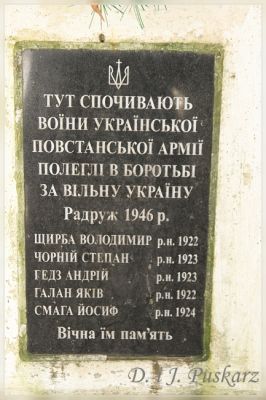 ТУТ СПОЧИВАЮТЬ
ВОЇНИ УКРАЇНСЬКОЇ
ПОВСТАНСЬКОЇ АРМІЇ
ПОЛЕГЛІ В БОРОТЬБІ
ЗА ВІЛЬНУ УКРАЇНУ
Радруж 1946 р.
ЩИРБА ВОЛОДИМИР р.н. 1922
ЧОРНІЙ СТЕПАН р.н. 1923
ҐЕДЗ АНДРІЙ р.н. 1923
ГАЛАН ЯКІВ р.н. 1922
СМАГА ЙОСИФ р.н. 1924
Вічна їм пам'ять
D. i J. Puskarz